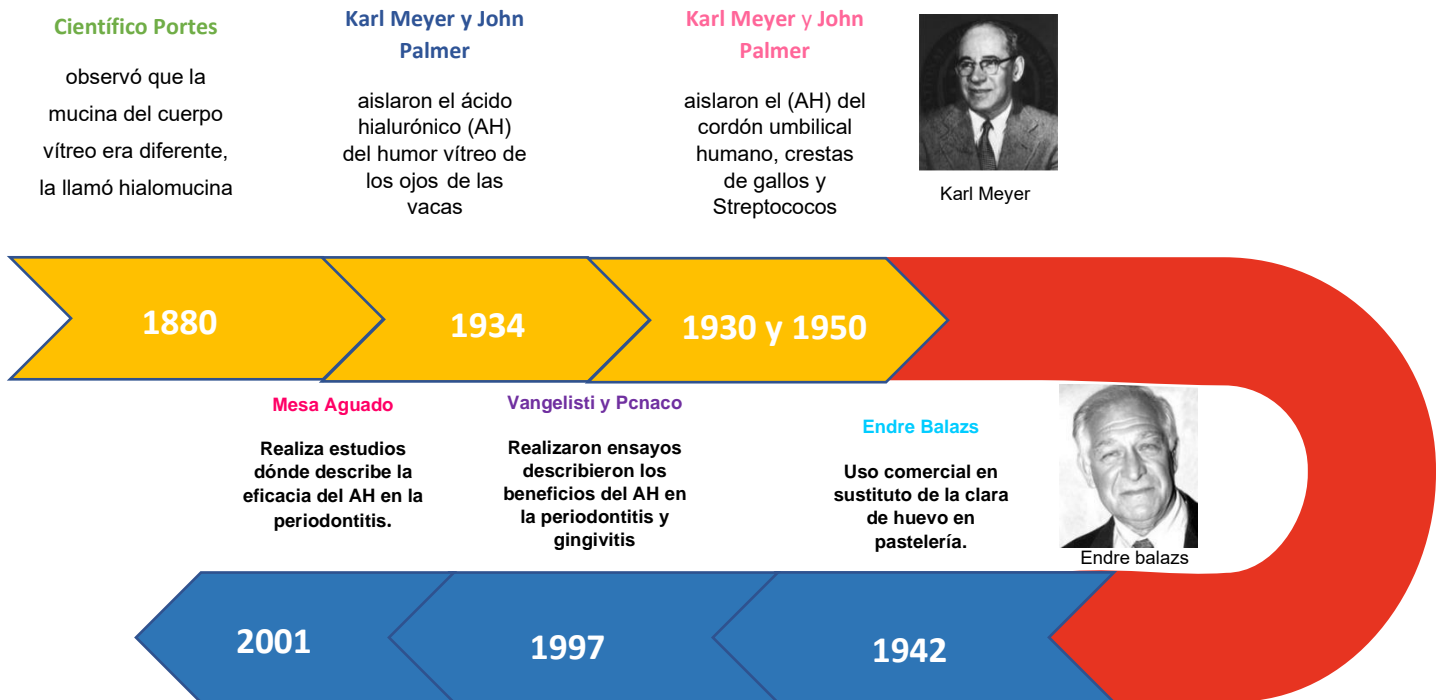 Científico Portes
observó que la
mucina del cuerpo
vítreo era diferente,
la llamó hialomucina
Karl Meyer y John
Palmer
aislaron el ácido
hialurónico (AH)
del humor vítreo de
los ojos de las
vacas
Karl Meyer y John
Palmer
aislaron el (AH) del
cordón umbilical
humano, crestas
de gallos y
Streptococos
Karl Meyer
1880
1934
1930 y 1950
Mesa Aguado
Realiza estudios
dónde describe la
eficacia del AH en la
periodontitis.
Vangelisti y Pcnaco
Realizaron ensayos
describieron los
beneficios del AH en
la periodontitis y
gingivitis
Endre Balazs
Uso comercial en
sustituto de la clara
de huevo en
pastelería.
Endre balazs
2001
1997
1942